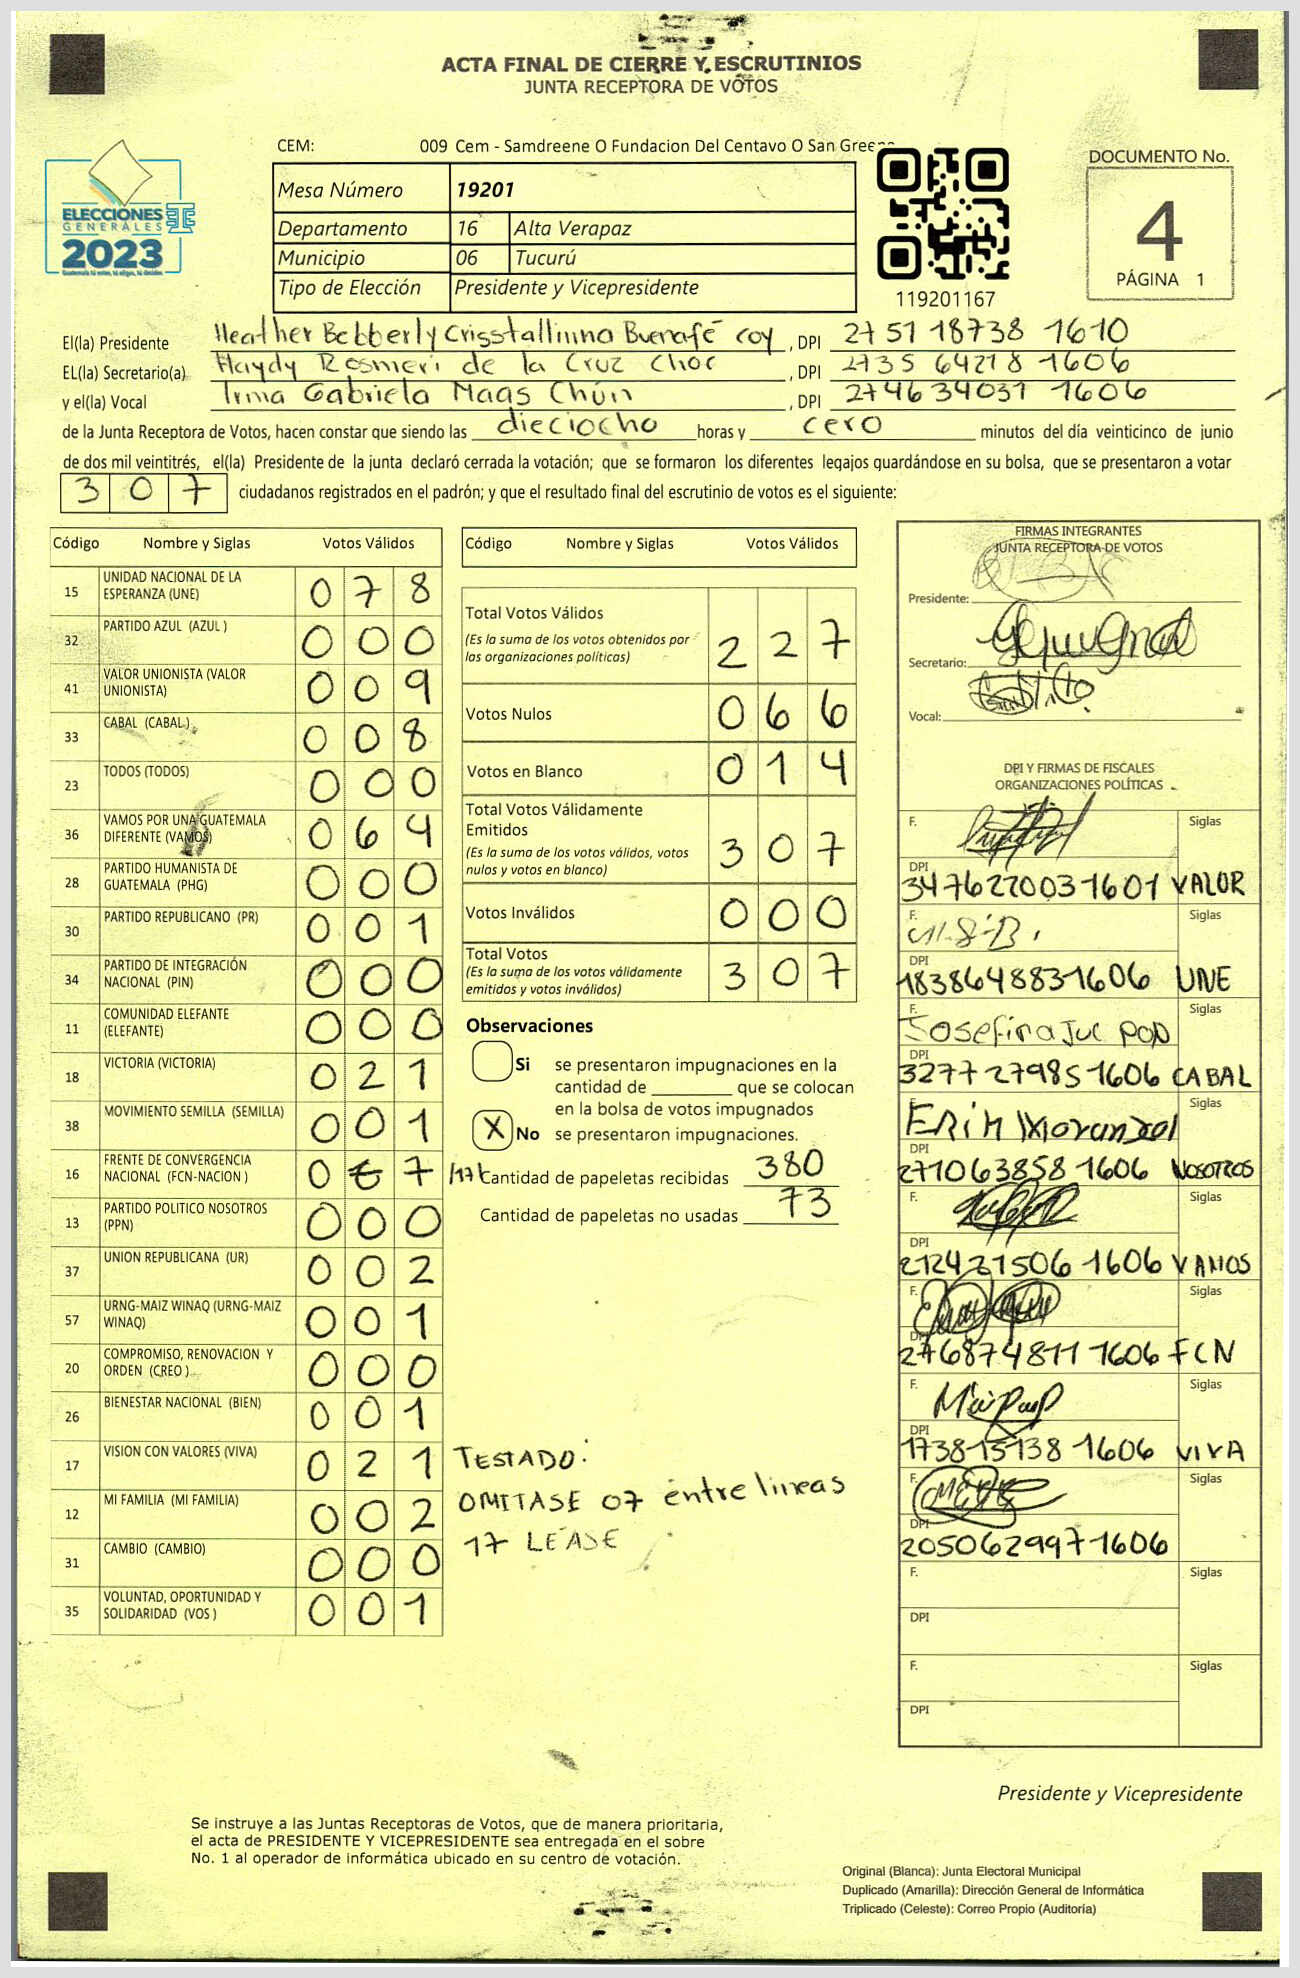 ACTA FINAL DE CIERRE Y ESCRUTINIOS
JUNTA RECEPTORA DE VOTOS
CEM: 009 Cem - Samdreene O Fundacion Del Centavo O San Greene
ELECCIONES
GENERALES
2023
Mesa Número 19201
Departamento 16 Alta Verapaz
Municipio 06 Tucurú
Tipo de Elección Presidente y Vicepresidente
119201167
DOCUMENTO No.
4
PÁGINA 1
El(la) Presidente Heather Bebberly Crisstallinna Buenafé coy, DPI 2751 18738 1610
EL(la) Secretario(a) Haydy Rosmeri de la Cruz Choc, DPI 2735 64218 1606
y el(la) Vocal Irma Gabriela Maas Chún, DPI 2746 34031 1606
de la Junta Receptora de Votos, hacen constar que siendo las dieciocho horas y cero minutos del día veinticinco de junio
de dos mil veintitrés, el(la) Presidente de la junta declaró cerrada la votación; que se formaron los diferentes legajos guardándose en su bolsa, que se presentaron a votar
307 ciudadanos registrados en el padrón; y que el resultado final del escrutinio de votos es el siguiente:
Código Nombre y Siglas Votos Válidos
15 UNIDAD NACIONAL DE LA ESPERANZA (UNE) 0 7 8
32 PARTIDO AZUL (AZUL ) 0 0 0
41 VALOR UNIONISTA (VALOR UNIONISTA) 0 0 9
33 CABAL (CABAL ) 0 0 8
23 TODOS (TODOS) 0 0 0
36 VAMOS POR UNA GUATEMALA DIFERENTE (VAMOS) 0 6 4
28 PARTIDO HUMANISTA DE GUATEMALA (PHG) 0 0 0
30 PARTIDO REPUBLICANO (PR) 0 0 1
34 PARTIDO DE INTEGRACIÓN NACIONAL (PIN) 0 0 0
11 COMUNIDAD ELEFANTE (ELEFANTE) 0 0 0
18 VICTORIA (VICTORIA) 0 2 1
38 MOVIMIENTO SEMILLA (SEMILLA) 0 0 1
16 FRENTE DE CONVERGENCIA NACIONAL (FCN-NACION ) 0 7 /17/
13 PARTIDO POLITICO NOSOTROS (PPN) 0 0 0
37 UNION REPUBLICANA (UR) 0 0 2
57 URNG-MAIZ WINAQ (URNG-MAIZ WINAQ) 0 0 1
20 COMPROMISO, RENOVACION Y ORDEN (CREO ) 0 0 0
26 BIENESTAR NACIONAL (BIEN) 0 0 1
17 VISION CON VALORES (VIVA) 0 2 1
12 MI FAMILIA (MI FAMILIA) 0 0 2
31 CAMBIO (CAMBIO) 0 0 0
35 VOLUNTAD, OPORTUNIDAD Y SOLIDARIDAD (VOS ) 0 0 1
Código Nombre y Siglas Votos Válidos
Total Votos Válidos 2 2 7
(Es la suma de los votos obtenidos por
las organizaciones políticas)
Votos Nulos 0 6 6
Votos en Blanco 0 1 4
Total Votos Válidamente
Emitidos 3 0 7
(Es la suma de los votos válidos, votos
nulos y votos en blanco)
Votos Inválidos 0 0 0
Total Votos 3 0 7
(Es la suma de los votos válidamente
emitidos y votos inválidos)
Observaciones
Si se presentaron impugnaciones en la
cantidad de ________ que se colocan
en la bolsa de votos impugnados
X No se presentaron impugnaciones.
Cantidad de papeletas recibidas 380
Cantidad de papeletas no usadas 73
TESTADO:
OMITASE 07 entre lineas
17 LEASE
FIRMAS INTEGRANTES
JUNTA RECEPTORA DE VOTOS
Presidente:
Secretario:
Vocal:
DPI Y FIRMAS DE FISCALES
ORGANIZACIONES POLÍTICAS
F. Siglas
DPI 3476220031601 VALOR
F. Siglas
DPI 1838648831606 UNE
F. Josefina Juc pop Siglas
DPI 3277279851606 CABAL
F. Siglas
DPI 271063858 1606 NOSOTROS
F. Siglas
DPI 212421506 1606 VAMOS
F. Siglas
DPI 276874811 1606 FCN
F. Siglas
DPI 173815138 1606 VIVA
F. Siglas
DPI 2050629971606
F. Siglas
DPI
F. Siglas
DPI
Presidente y Vicepresidente
Se instruye a las Juntas Receptoras de Votos, que de manera prioritaria,
el acta de PRESIDENTE Y VICEPRESIDENTE sea entregada en el sobre
No. 1 al operador de informática ubicado en su centro de votación.
Original (Blanca): Junta Electoral Municipal
Duplicado (Amarilla): Dirección General de Informática
Triplicado (Celeste): Correo Propio (Auditoría)